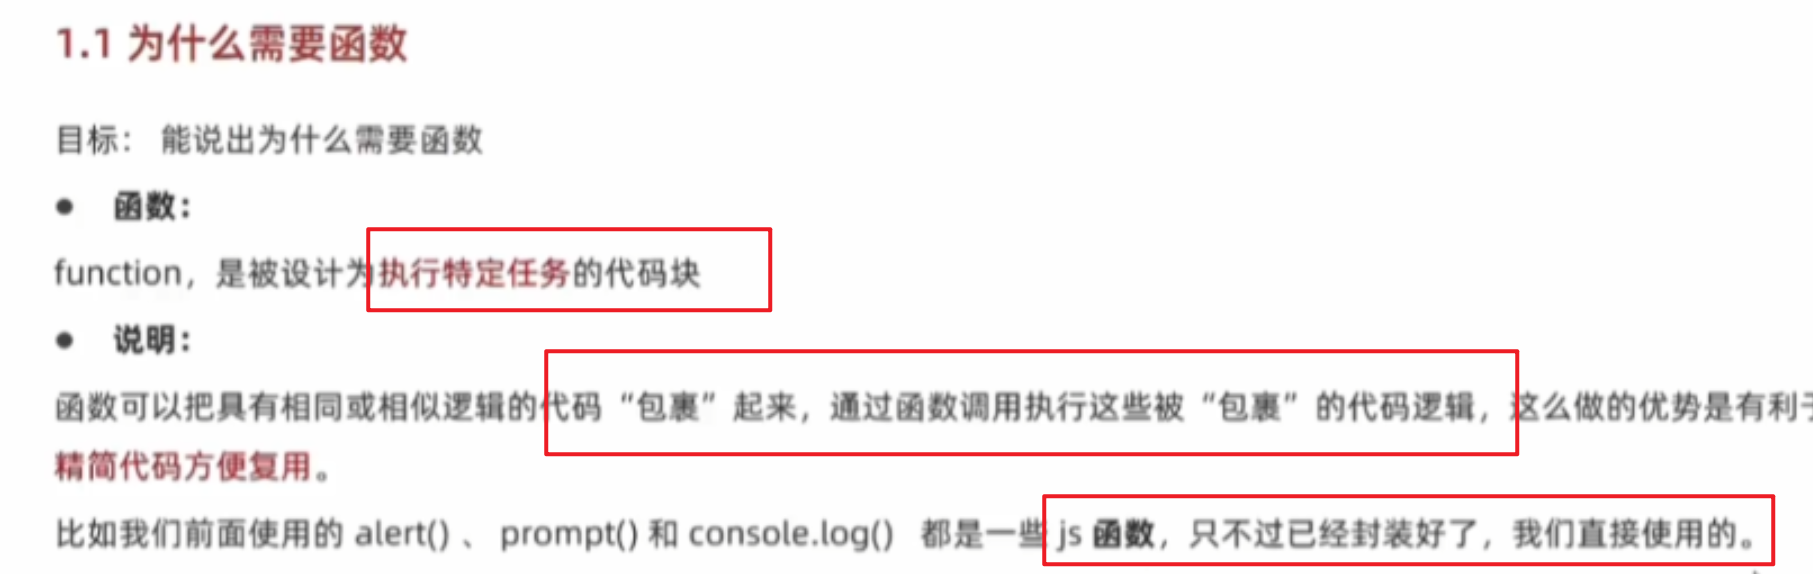 1.1 为什么需要函数
目标： 能说出为什么需要函数
● 函数：
function，是被设计为执行特定任务的代码块
● 说明：
函数可以把具有相同或相似逻辑的代码“包裹”起来，通过函数调用执行这些被“包裹”的代码逻辑，这么做的优势是有利于
精简代码方便复用。
比如我们前面使用的 alert() 、 prompt() 和 console.log() 都是一些 js 函数，只不过已经封装好了，我们直接使用的。